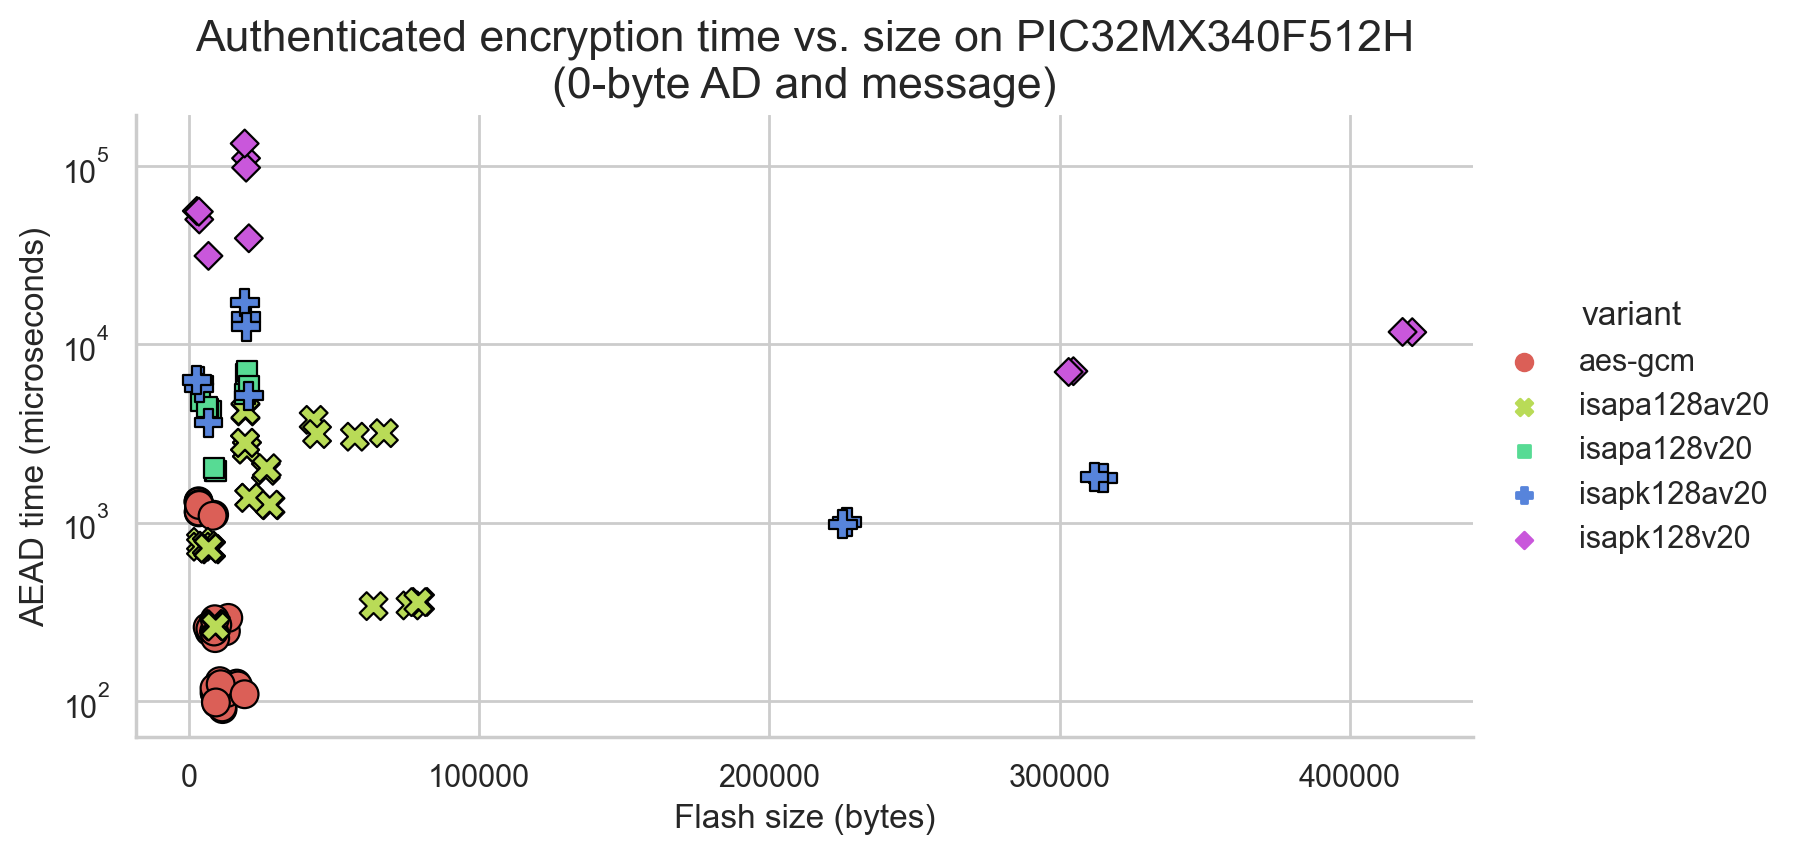 Authenticated encryption time vs. size on PIC32MX340F512H
(0-byte AD and message)
AEAD time (microseconds)
10^5
10^4
10^3
10^2
0 100000 200000 300000 400000
Flash size (bytes)
variant
aes-gcm
isapa128av20
isapa128v20
isapk128av20
isapk128v20